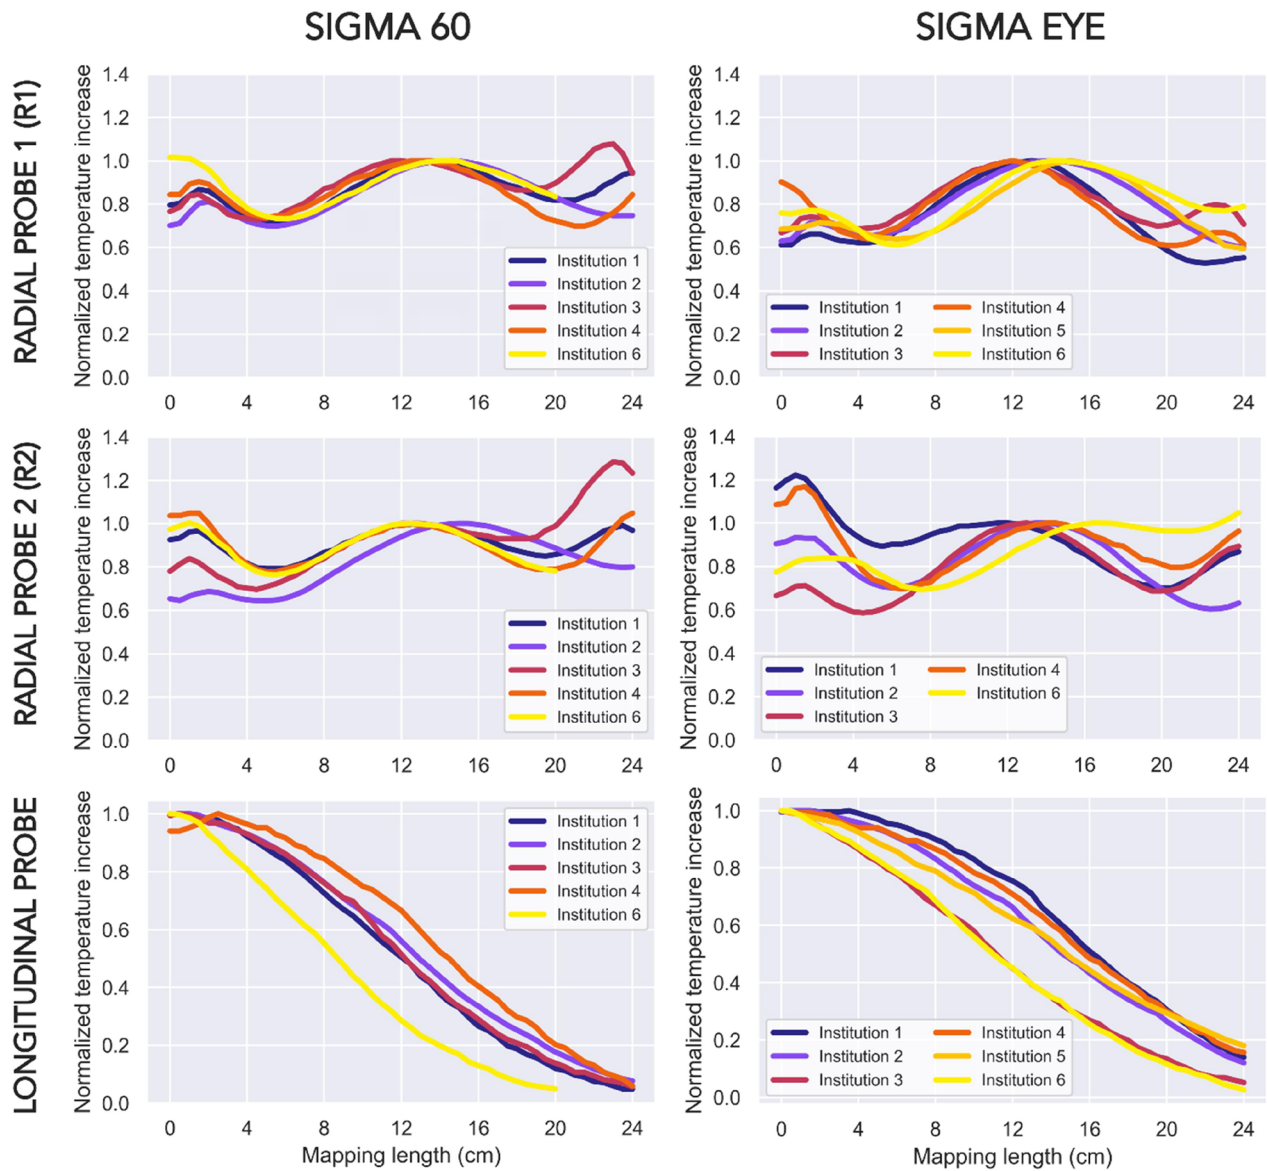 SIGMA 60
SIGMA EYE
RADIAL PROBE 1 (R1)
Normalized temperature increase
1.4
1.2
1.0
0.8
0.6
0.4
0.2
0.0
0 4 8 12 16 20 24
Institution 1
Institution 2
Institution 3
Institution 4
Institution 6
Normalized temperature increase
1.4
1.2
1.0
0.8
0.6
0.4
0.2
0.0
0 4 8 12 16 20 24
Institution 1 Institution 4
Institution 2 Institution 5
Institution 3 Institution 6
RADIAL PROBE 2 (R2)
Normalized temperature increase
1.4
1.2
1.0
0.8
0.6
0.4
0.2
0.0
0 4 8 12 16 20 24
Institution 1
Institution 2
Institution 3
Institution 4
Institution 6
Normalized temperature increase
1.4
1.2
1.0
0.8
0.6
0.4
0.2
0.0
0 4 8 12 16 20 24
Institution 1 Institution 4
Institution 2 Institution 6
Institution 3
LONGITUDINAL PROBE
Normalized temperature increase
1.0
0.8
0.6
0.4
0.2
0.0
0 4 8 12 16 20 24
Mapping length (cm)
Institution 1
Institution 2
Institution 3
Institution 4
Institution 6
Normalized temperature increase
1.0
0.8
0.6
0.4
0.2
0.0
0 4 8 12 16 20 24
Mapping length (cm)
Institution 1 Institution 4
Institution 2 Institution 5
Institution 3 Institution 6